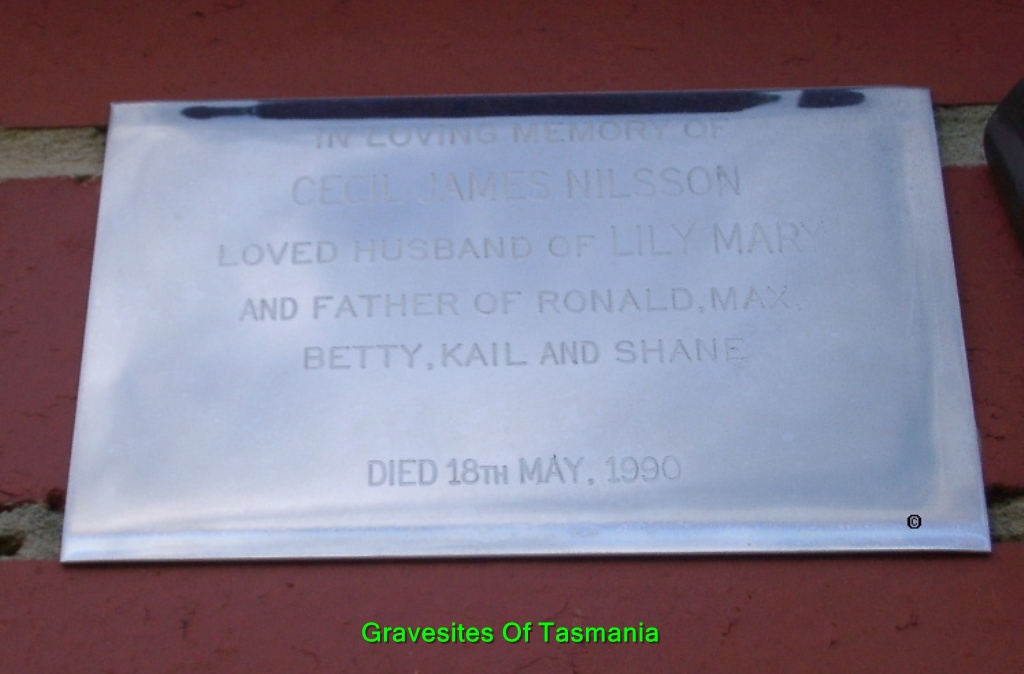 IN LOVING MEMORY OF
CECIL JAMES NILSSON
LOVED HUSBAND OF LILY MARY
AND FATHER OF RONALD, MAX,
BETTY, KAIL AND SHANE
DIED 18TH MAY, 1990
©
Gravesites Of Tasmania